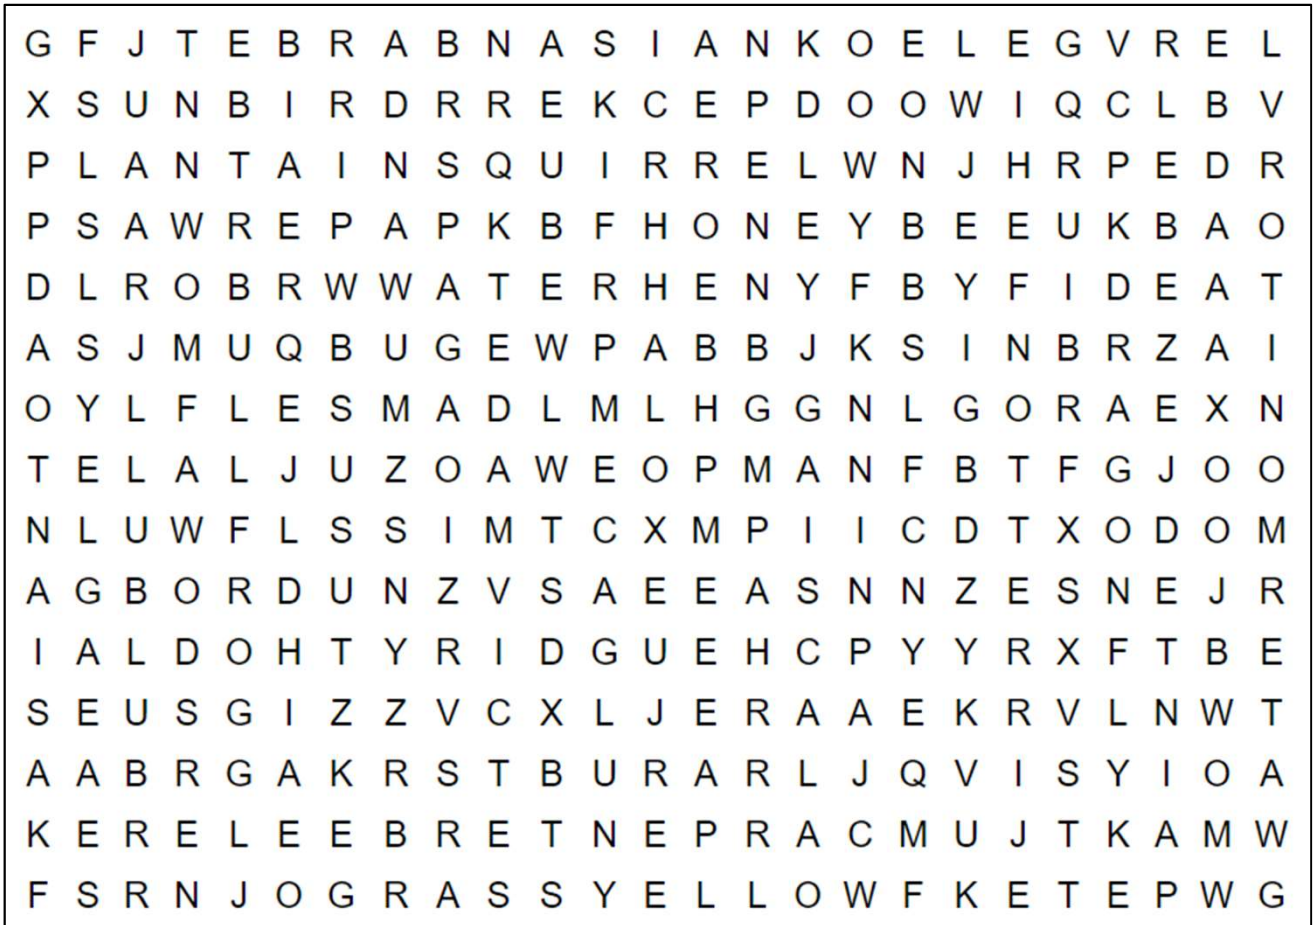 G F J T E B R A B N A S I A N K O E L E G V R E L
X S U N B I R D R R E K C E P D O O W I Q C L B V
P L A N T A I N S Q U I R R E L W N J H R P E D R
P S A W R E P A P K B F H O N E Y B E E U K B A O
D L R O B R W W A T E R H E N Y F B Y F I D E A T
A S J M U Q B U G E W P A B B J K S I N B R Z A I
O Y L F L E S M A D L M L H G G N L G O R A E X N
T E L A L J U Z O A W E O P M A N F B T F G J O O
N L U W F L S S I M T C X M P I I C D T X O D O M
A G B O R D U N Z V S A E E A S N N Z E S N E J R
I A L D O H T Y R I D G U E H C P Y Y R X F T B E
S E U S G I Z Z V C X L J E R A A E K R V L N W T
A A B R G A K R S T B U R A R L J Q V I S Y I O A
K E R E L E E B R E T N E P R A C M U J T K A M W
F S R N J O G R A S S Y E L L O W F K E T E P W G